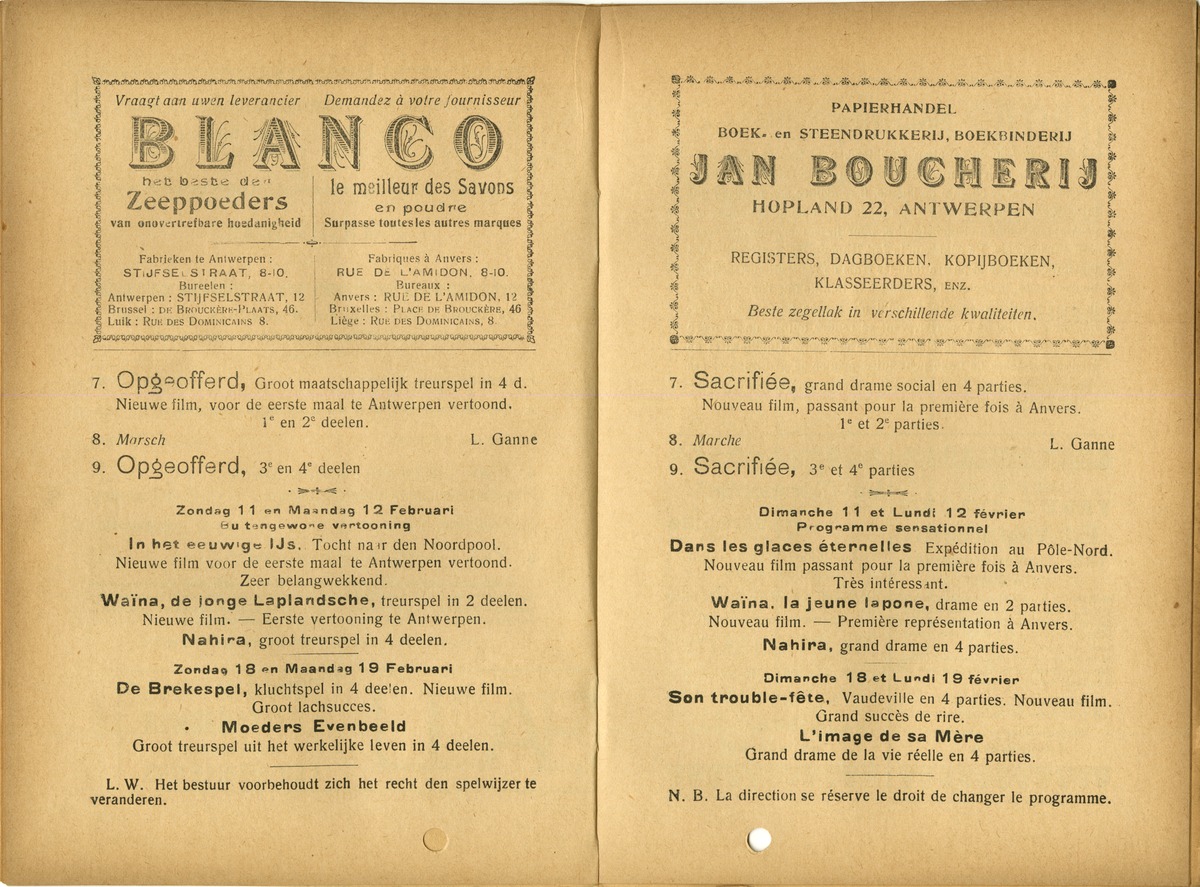 Vraagt aan uwen leverancier
Demandez à votre fournisseur
BLANCO
het beste der
Zeeppoeders
van onovertrefbare hoedanigheid
le meilleur des Savons
en poudre
Surpasse toutes les autres marques
Fabrieken te Antwerpen :
STIJFSELSTRAAT, 8-10.
Bureelen :
Antwerpen : STIJFSELSTRAAT, 12
Brussel : DE BROUCKÈRE-PLAATS, 46.
Luik : RUE DES DOMINICAINS 8.
Fabriques à Anvers :
RUE DE L'AMIDON, 8-10.
Bureaux :
Anvers : RUE DE L'AMIDON, 12
Bruxelles : PLACE DE BROUCKÈRE, 46
Liège : RUE DES DOMINICAINS, 8
7. Opgeofferd, Groot maatschappelijk treurspel in 4 d.
Nieuwe film, voor de eerste maal te Antwerpen vertoond.
1e en 2e deelen.
8. Marsch L. Ganne
9. Opgeofferd, 3e en 4e deelen
Zondag 11 en Maandag 12 Februari
Buitengewone vertooning
In het eeuwige IJs. Tocht naar den Noordpool.
Nieuwe film voor de eerste maal te Antwerpen vertoond.
Zeer belangwekkend.
Waïna, de jonge Laplandsche, treurspel in 2 deelen.
Nieuwe film. — Eerste vertooning te Antwerpen.
Nahira, groot treurspel in 4 deelen.
Zondag 18 en Maandag 19 Februari
De Brekespel, kluchtspel in 4 deelen. Nieuwe film.
Groot lachsucces.
Moeders Evenbeeld
Groot treurspel uit het werkelijke leven in 4 deelen.
L. W. Het bestuur voorbehoudt zich het recht den spelwijzer te
veranderen.
PAPIERHANDEL
BOEK- en STEENDRUKKERIJ, BOEKBINDERIJ
JAN BOUCHERIJ
HOPLAND 22, ANTWERPEN
REGISTERS, DAGBOEKEN, KOPIJBOEKEN,
KLASSEERDERS, ENZ.
Beste zegellak in verschillende kwaliteiten.
7. Sacrifiée, grand drame social en 4 parties.
Nouveau film, passant pour la première fois à Anvers.
1e et 2e parties.
8. Marche L. Ganne
9. Sacrifiée, 3e et 4e parties
Dimanche 11 et Lundi 12 février
Programme sensationnel
Dans les glaces éternelles Expédition au Pôle-Nord.
Nouveau film passant pour la première fois à Anvers.
Très intéressant.
Waïna, la jeune lapone, drame en 2 parties.
Nouveau film. — Première représentation à Anvers.
Nahira, grand drame en 4 parties.
Dimanche 18 et Lundi 19 février
Son trouble-fête, Vaudeville en 4 parties. Nouveau film.
Grand succès de rire.
L'image de sa Mère
Grand drame de la vie réelle en 4 parties.
N. B. La direction se réserve le droit de changer le programme.